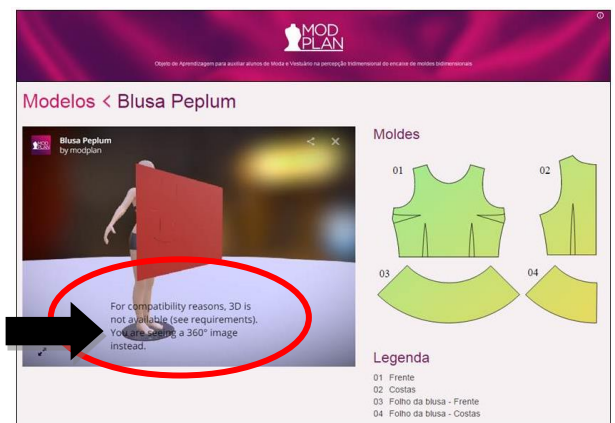 MOD
PLAN
Objeto de Aprendizagem para auxiliar alunos de Moda e Vestuário na percepção tridimensional do encaixe de moldes bidimensionais
Modelos < Blusa Peplum
MOD
PLAN
Blusa Peplum
by modplan
For compatibility reasons, 3D is
not available (see requirements).
You are seeing a 360° image
instead.
Moldes
01
02
03
04
Legenda
01 Frente
02 Costas
03 Folho da blusa - Frente
04 Folho da blusa - Costas